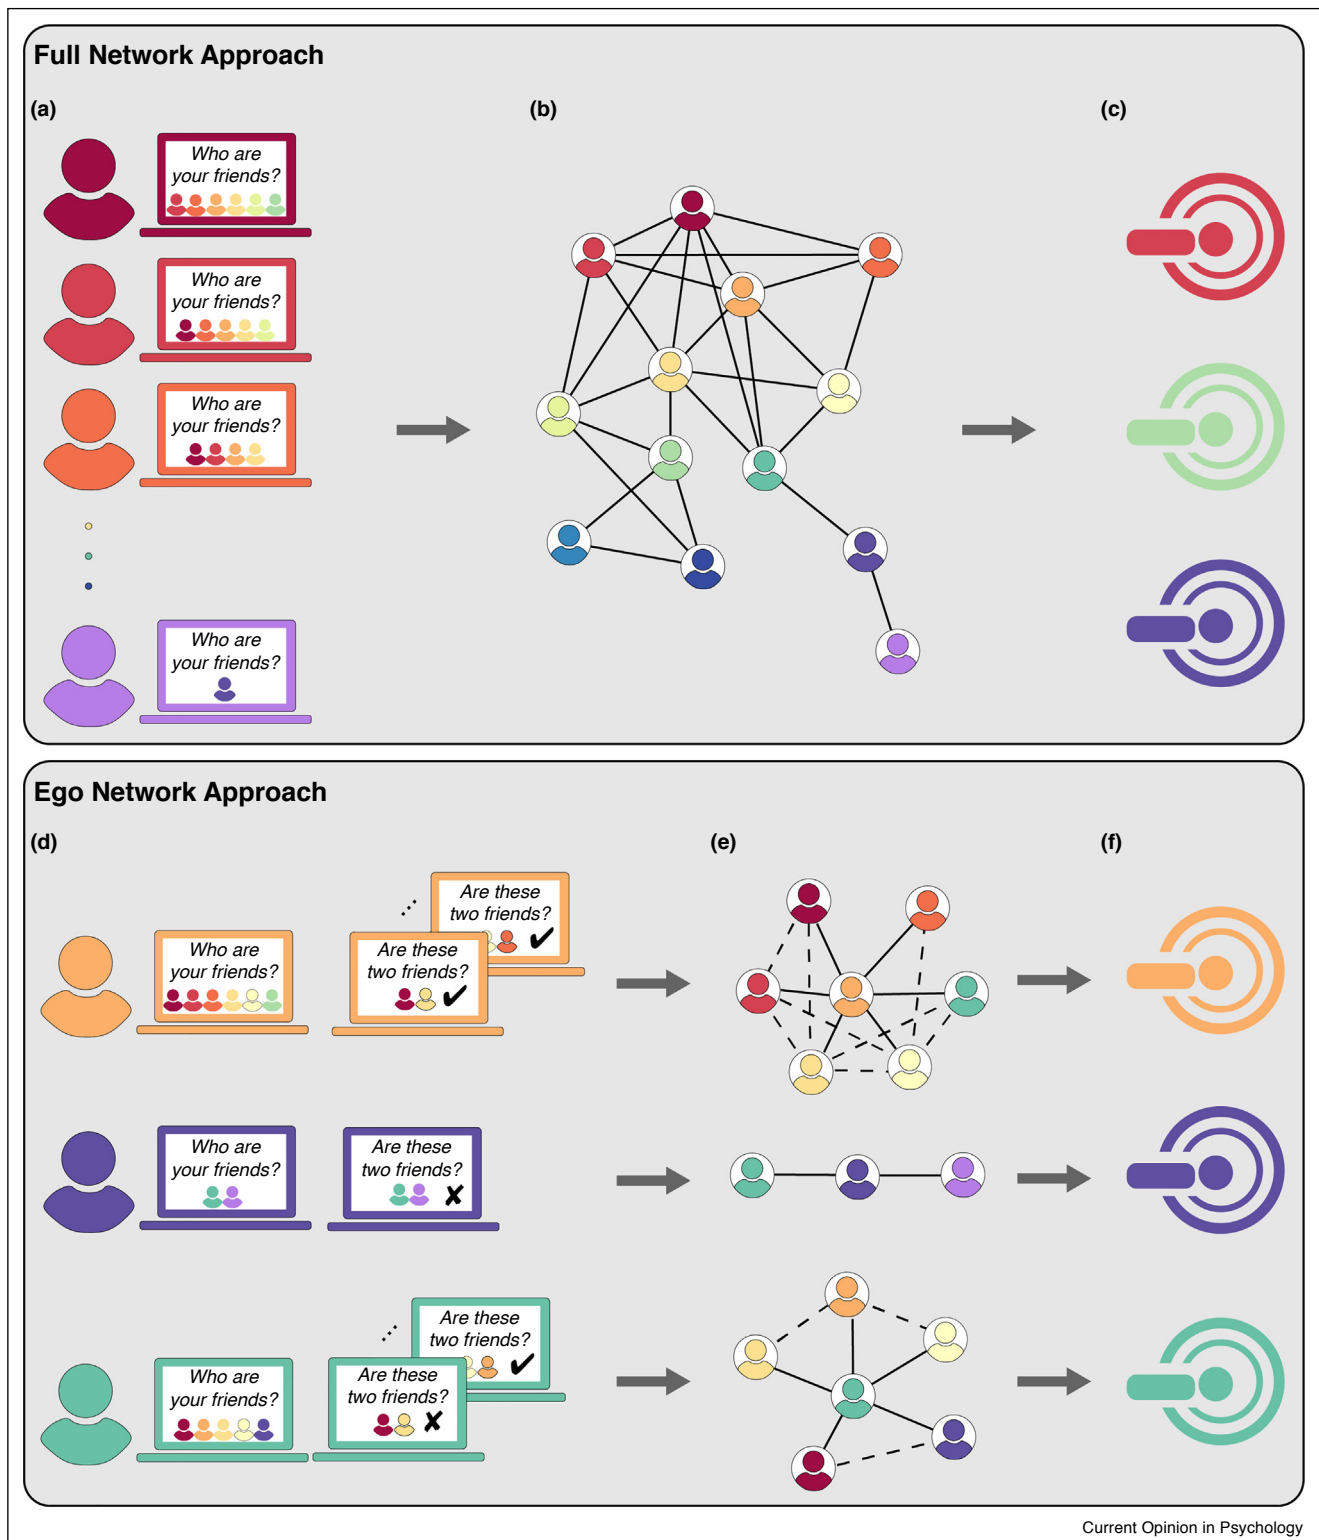 Full Network Approach
(a)
(b)
(c)
Who are
your friends?
Who are
your friends?
Who are
your friends?
Who are
your friends?
Ego Network Approach
(d)
(e)
(f)
Are these
two friends?
Who are
your friends?
Are these
two friends?
Who are
your friends?
Are these
two friends?
Are these
two friends?
Who are
your friends?
Are these
two friends?
Current Opinion in Psychology